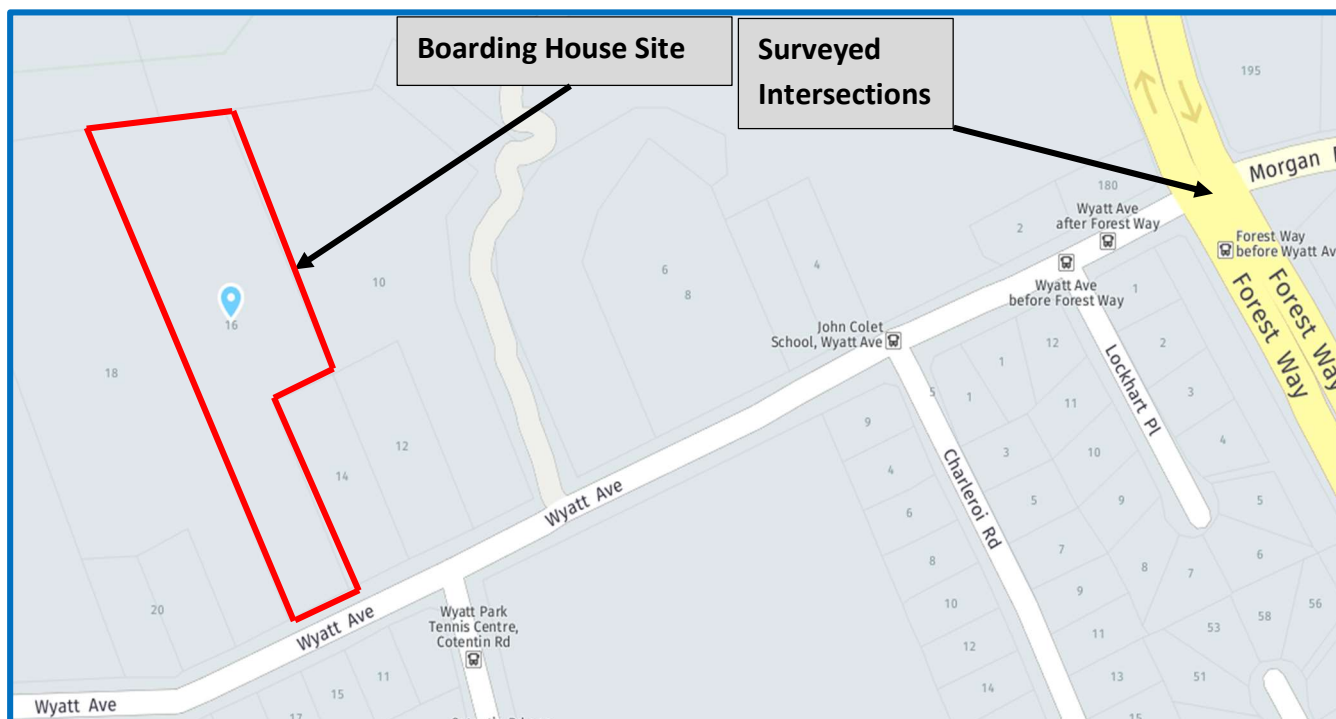 Boarding House Site
Surveyed
Intersections
195
Morgan
180
Wyatt Ave
after Forest Way
2
Forest Way
before Wyatt Av
Wyatt Ave
before Forest Way
10
6
8
4
16
John Colet
School, Wyatt Ave
1
Forest Way
Forest Way
18
12
1
5
1
2
Lockhart Pl
3
11
12
14
9
3
10
4
4
Charleroi Rd
Wyatt Ave
6
5
9
5
8
7
8
7
6
20
Wyatt Ave
Wyatt Park
Tennis Centre,
Cotentin Rd
10
9
56
58
12
11
53
11
15
14
13
51
Wyatt Ave
17
15